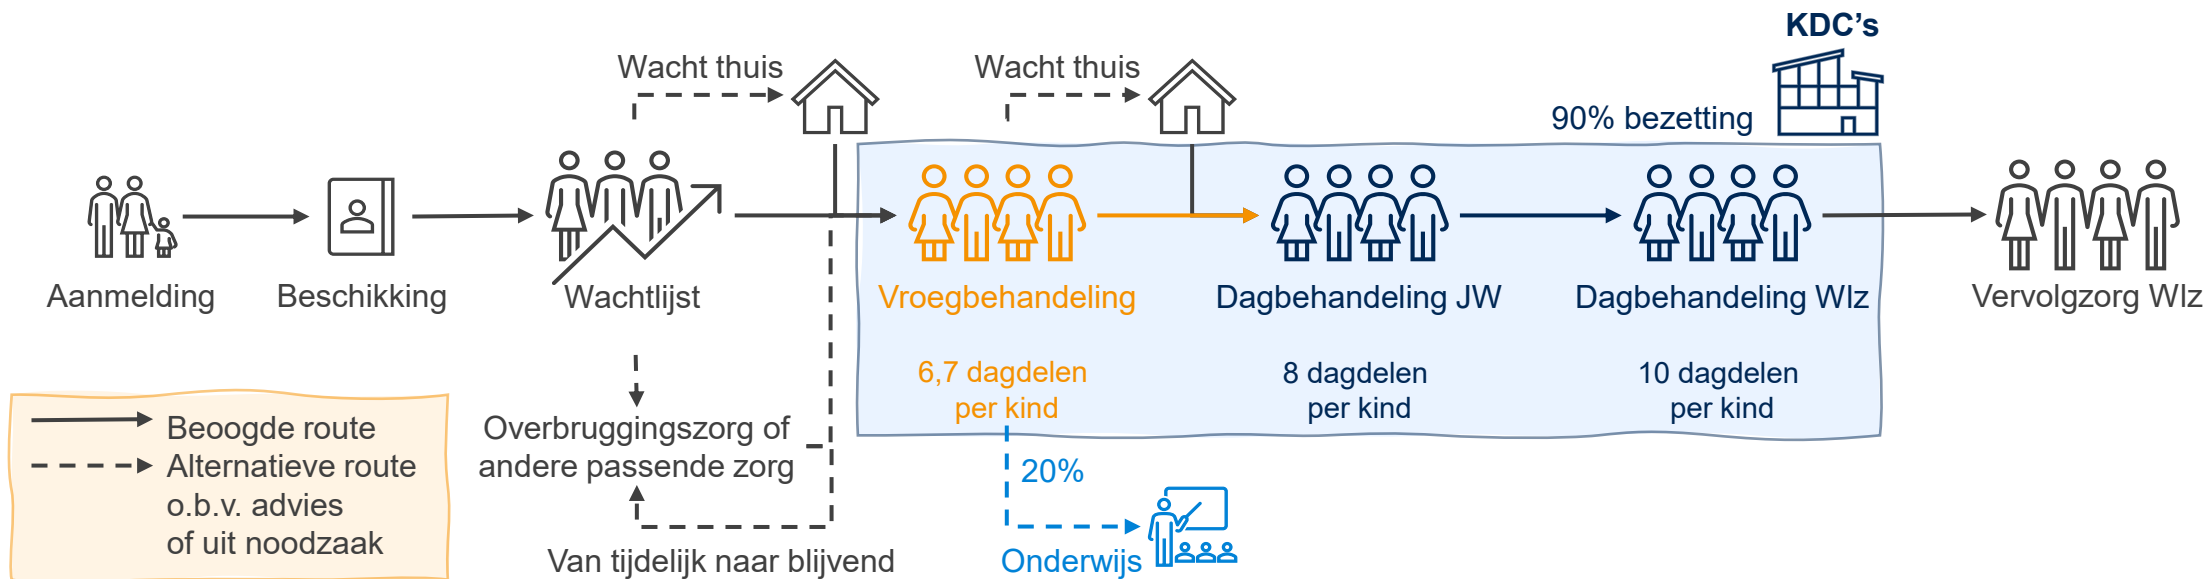 KDC's
Wacht thuis
Wacht thuis
90% bezetting
Aanmelding
Beschikking
Wachtlijst
Vroegbehandeling
Dagbehandeling JW
Dagbehandeling Wlz
Vervolgzorg Wlz
6,7 dagdelen
per kind
8 dagdelen
per kind
10 dagdelen
per kind
Beoogde route
Alternatieve route
o.b.v. advies
of uit noodzaak
Overbruggingszorg of
andere passende zorg
20%
Van tijdelijk naar blijvend
Onderwijs